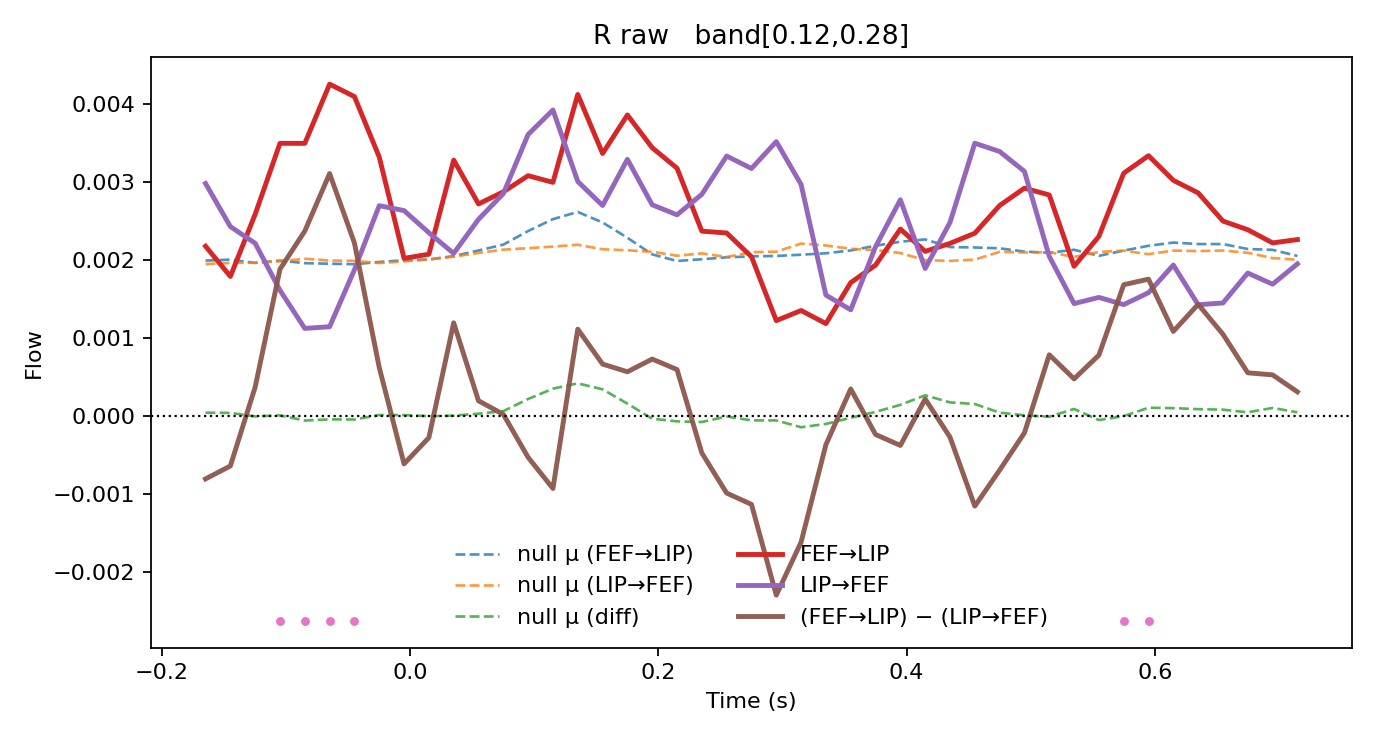 R raw   band[0.12,0.28]
Flow
0.004
0.003
0.002
0.001
0.000
−0.001
−0.002
null μ (FEF→LIP)
null μ (LIP→FEF)
null μ (diff)
FEF→LIP
LIP→FEF
(FEF→LIP) − (LIP→FEF)
−0.2
0.0
0.2
0.4
0.6
Time (s)